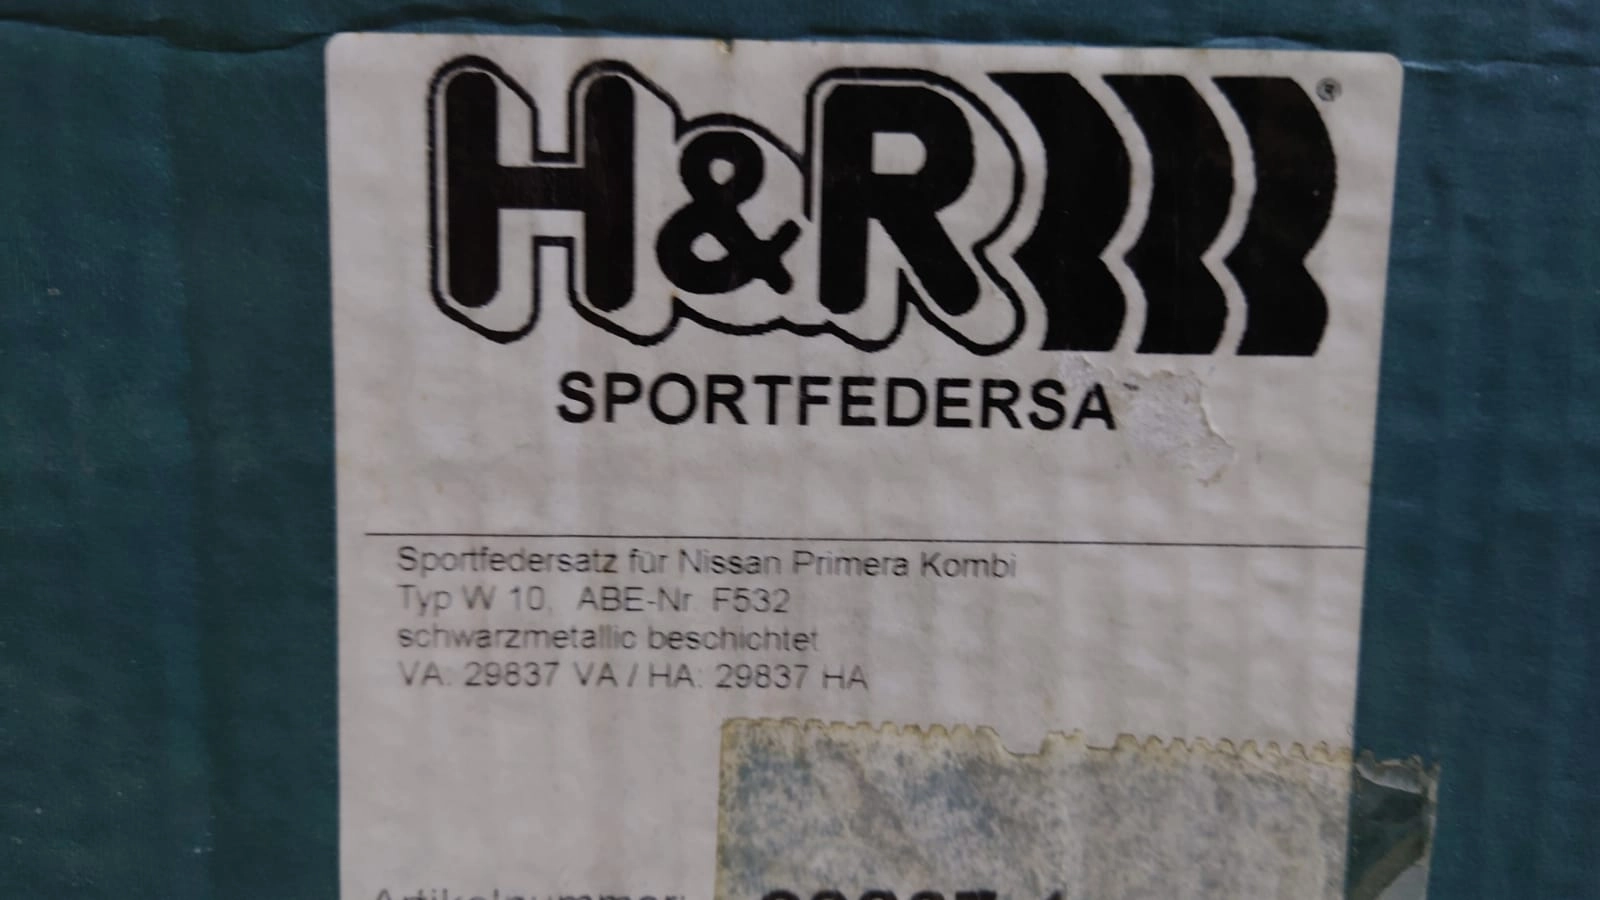 H&R®
SPORTFEDERSA
Sportfedersatz für Nissan Primera Kombi
Typ W 10, ABE-Nr. F532
schwarzmetallic beschichtet
VA: 29837 VA / HA: 29837 HA
Artikelnummer: